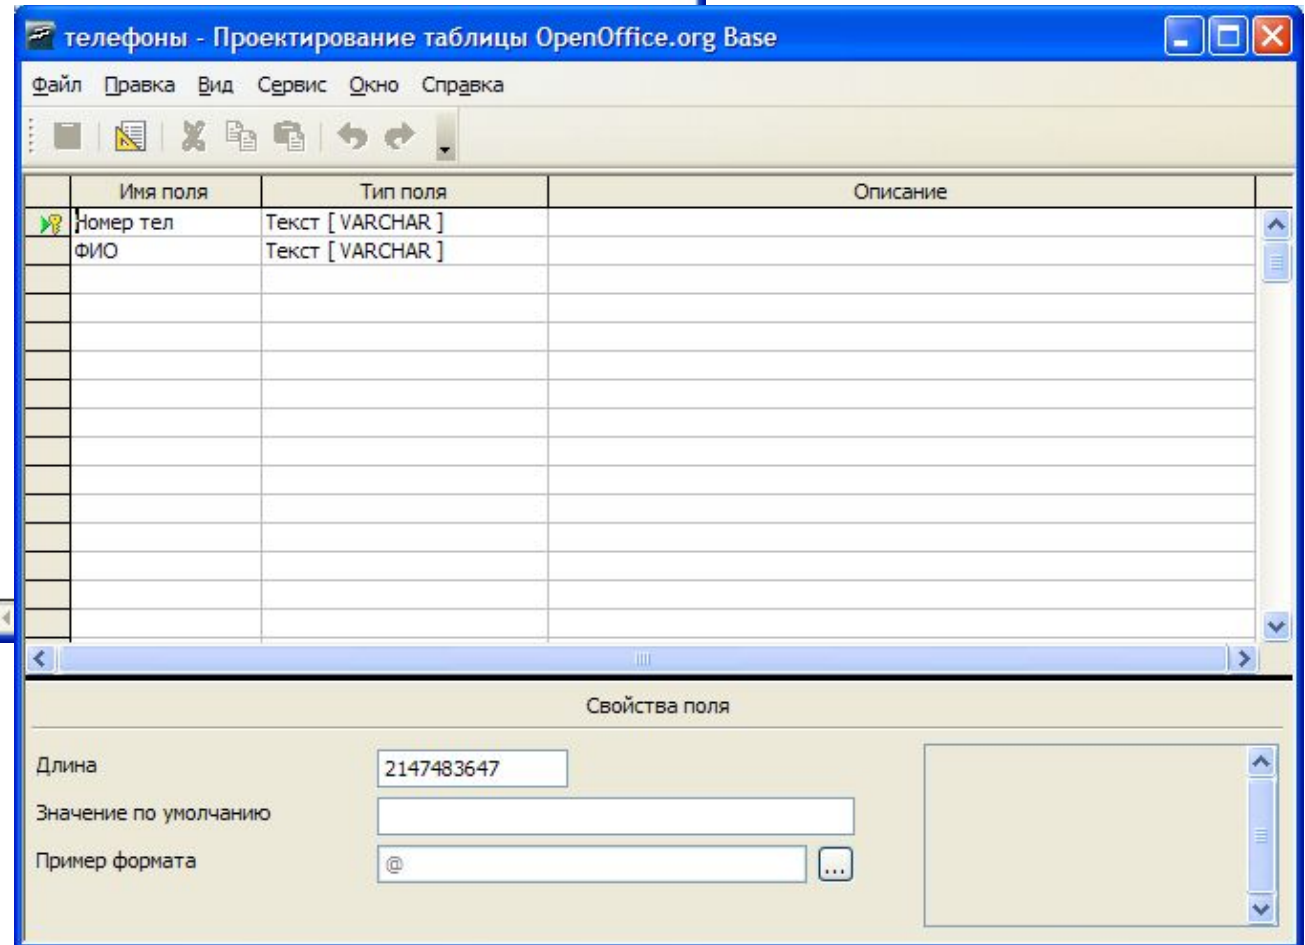 телефоны - Проектирование таблицы OpenOffice.org Base
Файл Правка Вид Сервис Окно Справка
Имя поля Тип поля Описание
Номер тел Текст [ VARCHAR ]
ФИО Текст [ VARCHAR ]
Свойства поля
Длина 2147483647
Значение по умолчанию
Пример формата @ ...